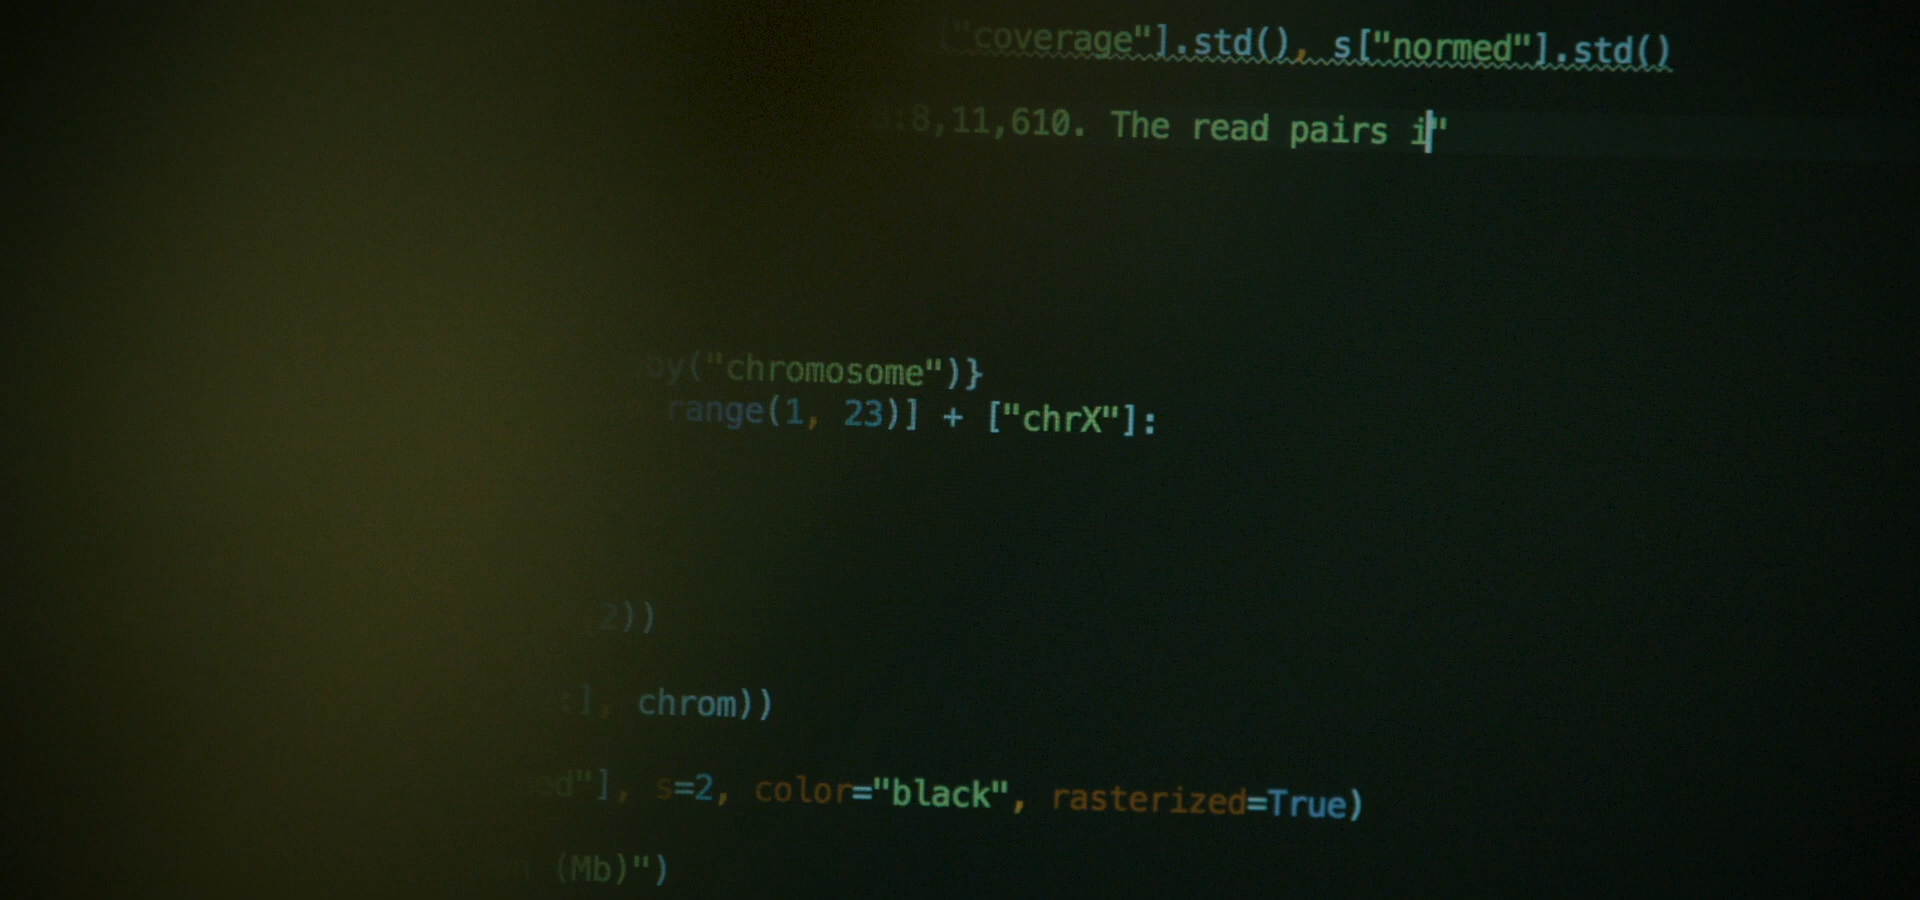 ["coverage"].std(), s["normed"].std()
:8,11,610. The read pairs i"
by("chromosome")}
range(1, 23)] + ["chrX"]:
2))
:], chrom))
ed"], s=2, color="black", rasterized=True)
(Mb)")